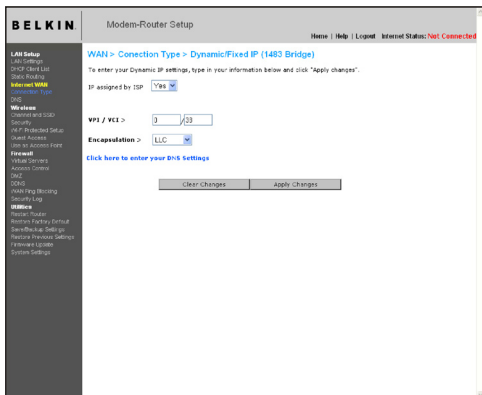 BELKIN
Modem-Router Setup
Home | Help | Logout Internet Status: Not Connected
LAN Setup
LAN Settings
DHCP Client List
Static Routing
Internet WAN
Connection Type
DNS
Wireless
Channel and SSID
Security
Wi-Fi Protected Setup
Guest Access
Use as Access Point
Firewall
Virtual Servers
Access Control
DMZ
DDNS
WAN Ping Blocking
Security Log
Utilities
Restart Router
Restore Factory Default
Save/Backup Settings
Restore Previous Settings
Firmware Update
System Settings
WAN > Conection Type > Dynamic/Fixed IP (1483 Bridge)
To enter your Dynamic IP settings, type in your information below and click "Apply changes".
IP assigned by ISP Yes
VPI / VCI > 0 / 38
Encapsulation > LLC
Click here to enter your DNS Settings
Clear Changes Apply Changes